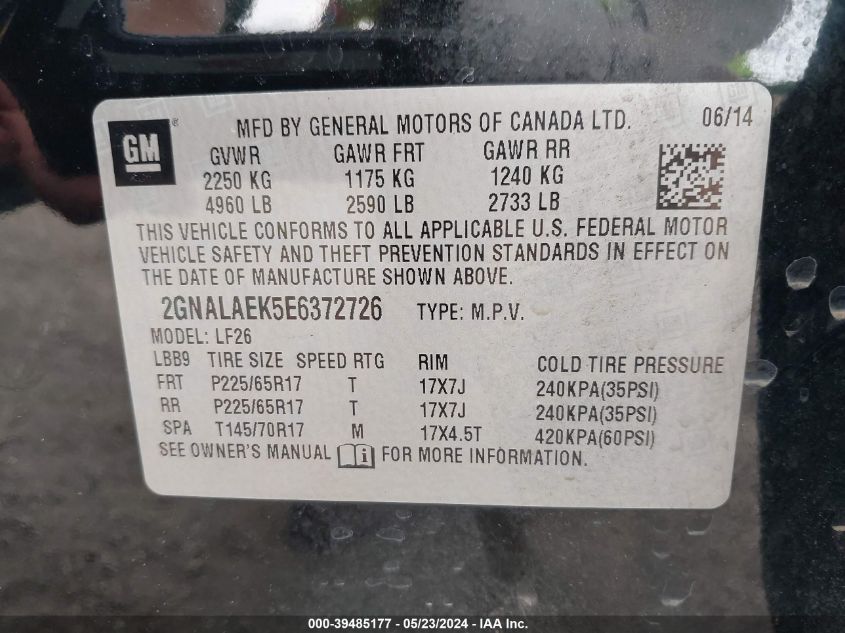 GM ® MFD BY GENERAL MOTORS OF CANADA LTD. 06/14
GVWR GAWR FRT GAWR RR
2250 KG 1175 KG 1240 KG
4960 LB 2590 LB 2733 LB
THIS VEHICLE CONFORMS TO ALL APPLICABLE U.S. FEDERAL MOTOR
VEHICLE SAFETY AND THEFT PREVENTION STANDARDS IN EFFECT ON
THE DATE OF MANUFACTURE SHOWN ABOVE.
2GNALAEK5E6372726 TYPE: M.P.V.
MODEL: LF26
LBB9 TIRE SIZE SPEED RTG RIM COLD TIRE PRESSURE
FRT P225/65R17 T 17X7J 240KPA(35PSI)
RR P225/65R17 T 17X7J 240KPA(35PSI)
SPA T145/70R17 M 17X4.5T 420KPA(60PSI)
SEE OWNER'S MANUAL FOR MORE INFORMATION.
000-39485177 - 05/23/2024 - IAA Inc.